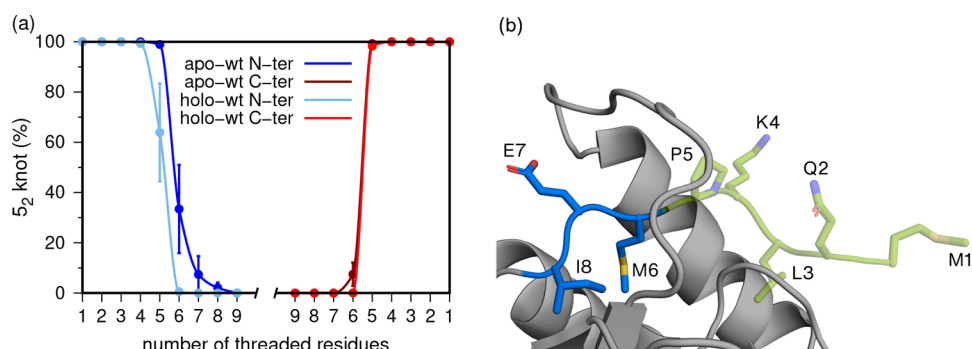 (a)
100
80
60
40
20
0
5₂ knot (%)
apo−wt N−ter
apo−wt C−ter
holo−wt N−ter
holo−wt C−ter
1 2 3 4 5 6 7 8 9 9 8 7 6 5 4 3 2 1
number of threaded residues
(b)
E7
P5
K4
Q2
I8
M6
L3
M1